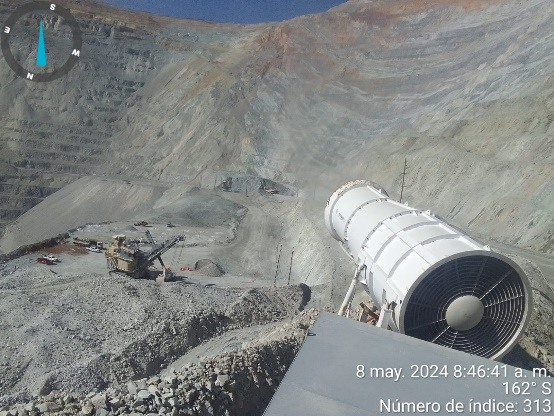 S
E
W
N
8 may. 2024 8:46:41 a. m.
162° S
Número de índice: 313